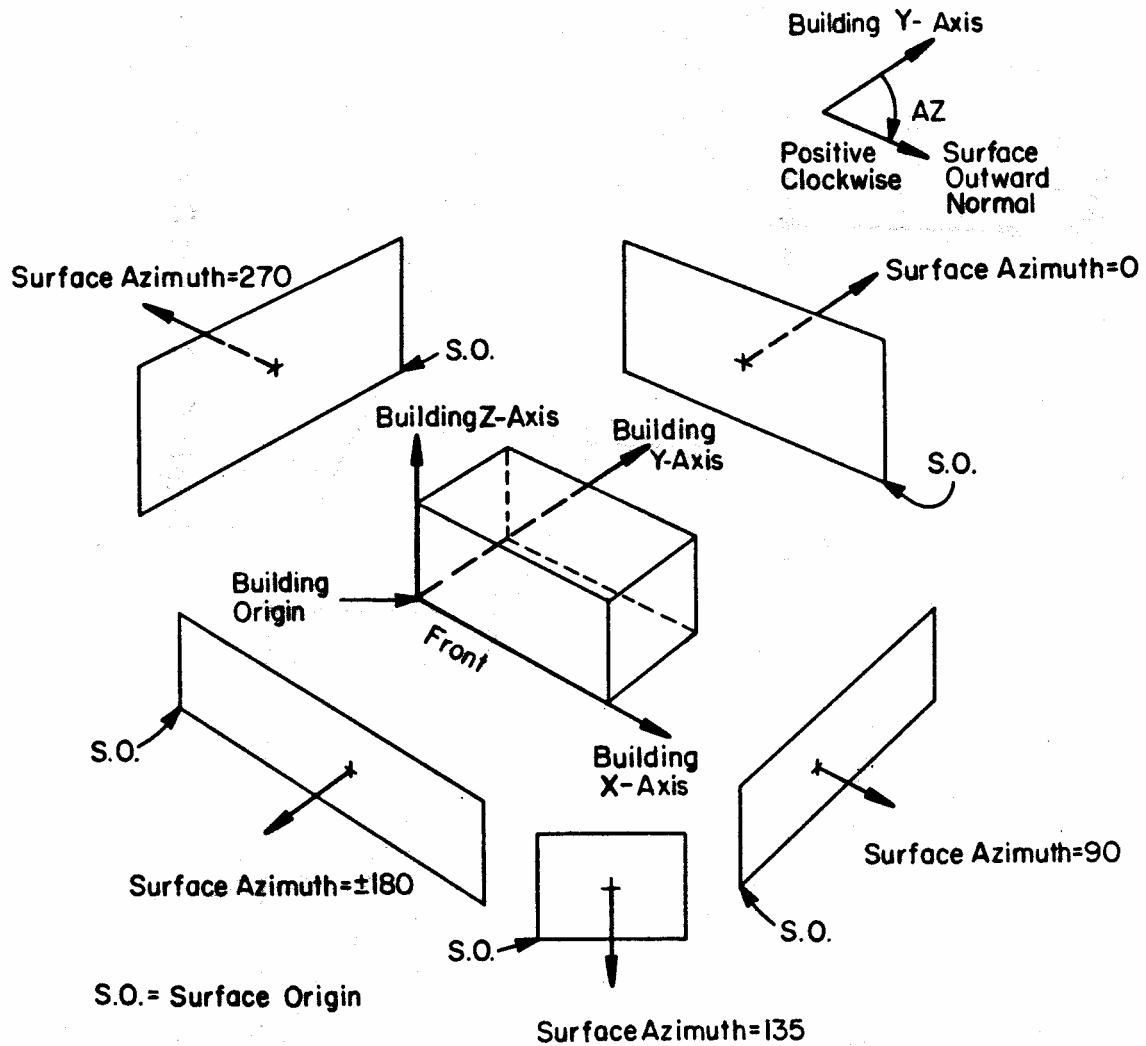 Building Y- Axis
AZ
Positive
Clockwise
Surface
Outward
Normal
Surface Azimuth=270
Surface Azimuth=0
S.O.
Building Z-Axis
Building
Y-Axis
S.O.
Building
Origin
Front
S.O.
Building
X-Axis
Surface Azimuth=90
Surface Azimuth=±180
S.O.
S.O.
S.O.= Surface Origin
Surface Azimuth=135